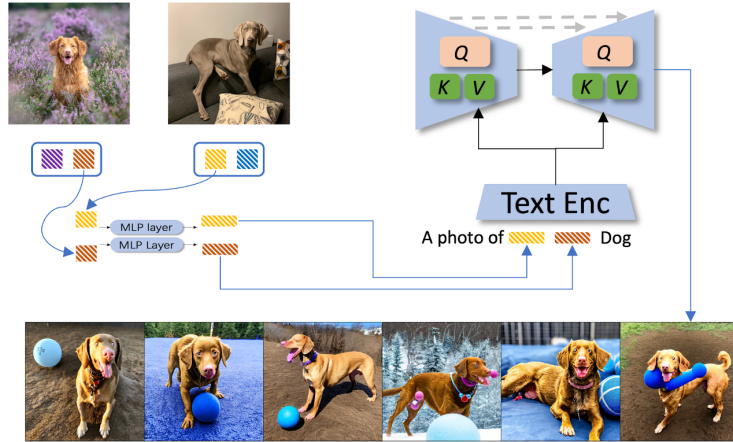 Q
Q
K V
K V
MLP layer
MLP Layer
Text Enc
A photo of Dog